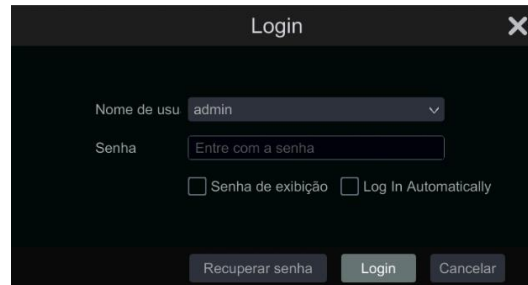 Login
Nome de usu admin
Senha Entre com a senha
Senha de exibição Log In Automatically
Recuperar senha Login Cancelar